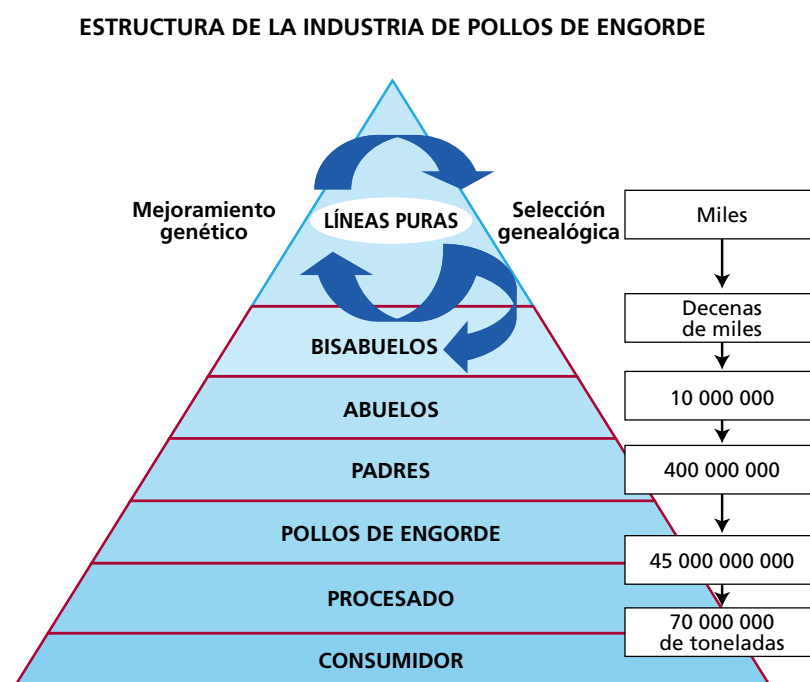 ESTRUCTURA DE LA INDUSTRIA DE POLLOS DE ENGORDE
Mejoramiento
genético
LÍNEAS PURAS
Selección
genealógica
Miles
Decenas
de miles
BISABUELOS
10 000 000
ABUELOS
400 000 000
PADRES
POLLOS DE ENGORDE
45 000 000 000
PROCESADO
70 000 000
de toneladas
CONSUMIDOR